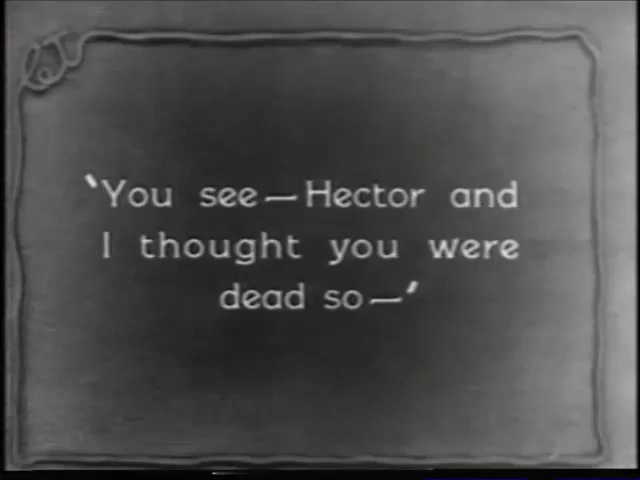 ‛You see — Hector and
I thought you were
dead so — ’